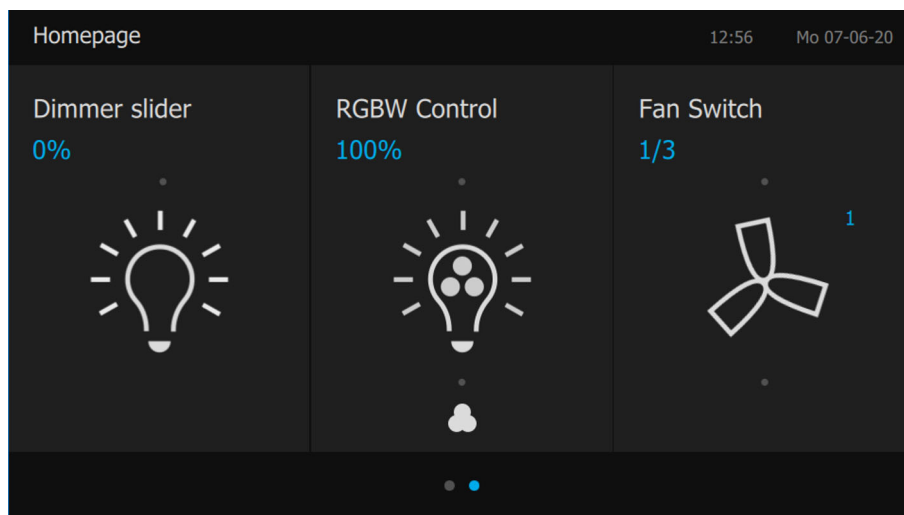 Homepage 12:56 Mo 07-06-20
Dimmer slider
0%
RGBW Control
100%
Fan Switch
1/3
1